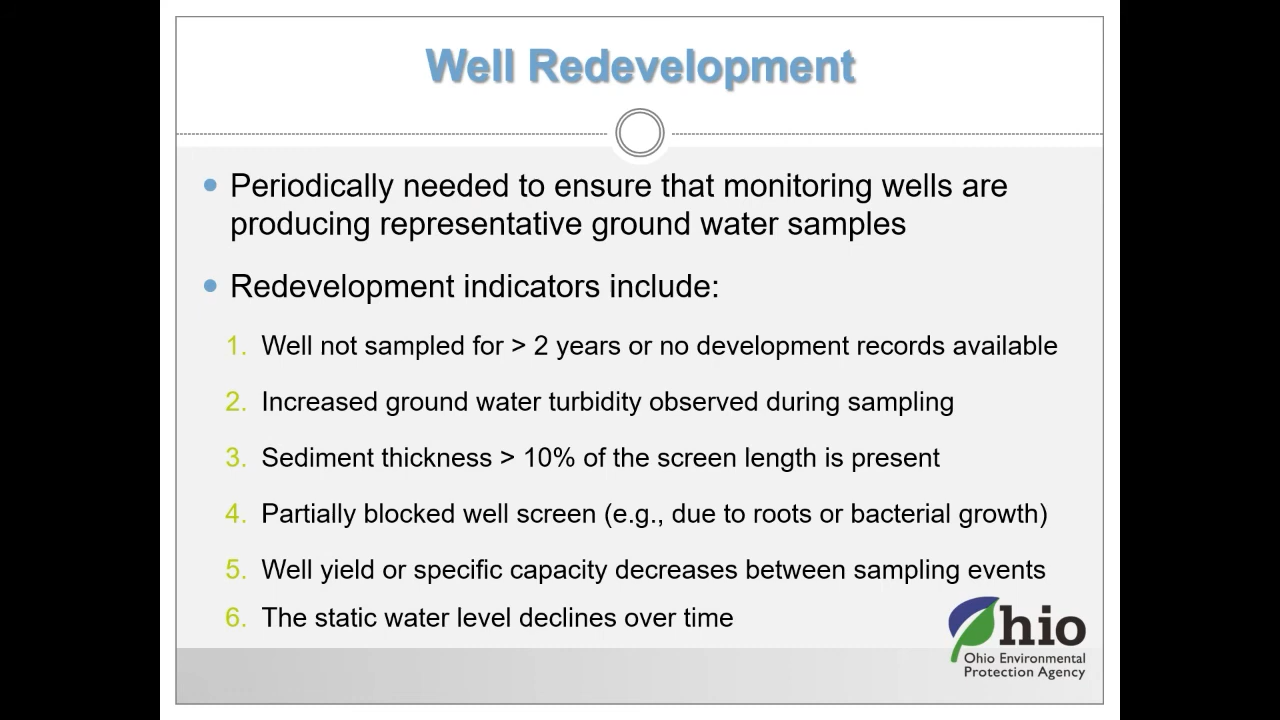 Well Redevelopment
Periodically needed to ensure that monitoring wells are
producing representative ground water samples
Redevelopment indicators include:
1. Well not sampled for > 2 years or no development records available
2. Increased ground water turbidity observed during sampling
3. Sediment thickness > 10% of the screen length is present
4. Partially blocked well screen (e.g., due to roots or bacterial growth)
5. Well yield or specific capacity decreases between sampling events
6. The static water level declines over time
Ohio
Ohio Environmental
Protection Agency